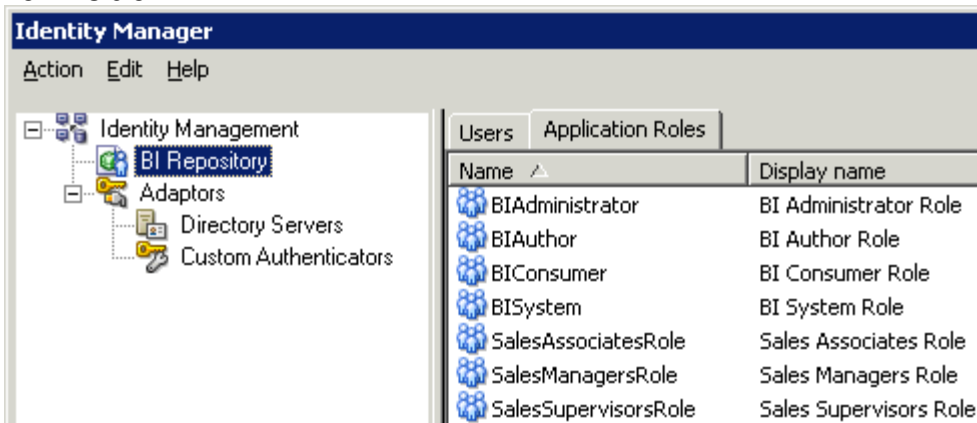 Identity Manager
Action Edit Help
Identity Management
BI Repository
Adaptors
Directory Servers
Custom Authenticators
Users Application Roles
Name Display name
BIAdministrator BI Administrator Role
BIAuthor BI Author Role
BIConsumer BI Consumer Role
BISystem BI System Role
SalesAssociatesRole Sales Associates Role
SalesManagersRole Sales Managers Role
SalesSupervisorsRole Sales Supervisors Role